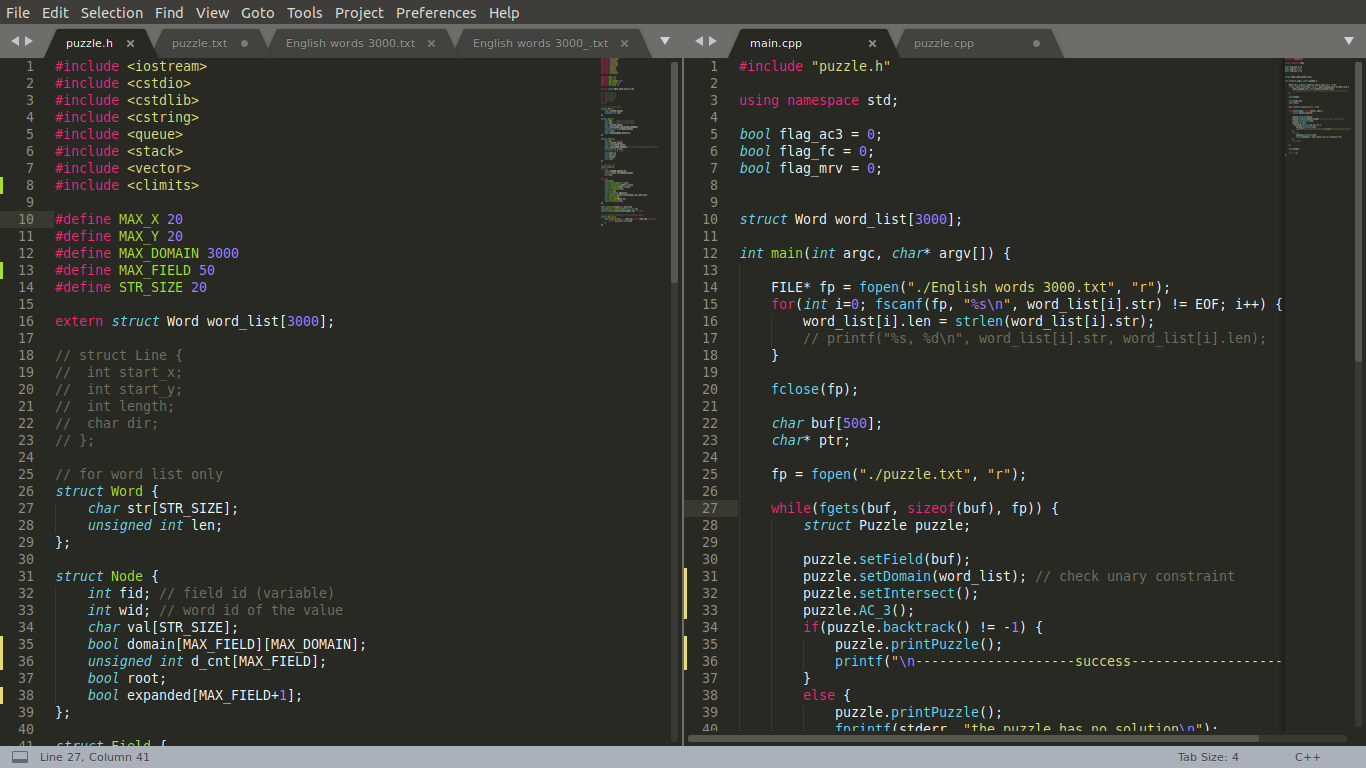 File Edit Selection Find View Goto Tools Project Preferences Help
puzzle.h × puzzle.txt English words 3000.txt × English words 3000_.txt × main.cpp × puzzle.cpp
1 #include <iostream>
2 #include <cstdio>
3 #include <cstdlib>
4 #include <cstring>
5 #include <queue>
6 #include <stack>
7 #include <vector>
8 #include <climits>
9
10 #define MAX_X 20
11 #define MAX_Y 20
12 #define MAX_DOMAIN 3000
13 #define MAX_FIELD 50
14 #define STR_SIZE 20
15
16 extern struct Word word_list[3000];
17
18 // struct Line {
19 //  int start_x;
20 //  int start_y;
21 //  int length;
22 //  char dir;
23 // };
24
25 // for word list only
26 struct Word {
27     char str[STR_SIZE];
28     unsigned int len;
29 };
30
31 struct Node {
32     int fid; // field id (variable)
33     int wid; // word id of the value
34     char val[STR_SIZE];
35     bool domain[MAX_FIELD][MAX_DOMAIN];
36     unsigned int d_cnt[MAX_FIELD];
37     bool root;
38     bool expanded[MAX_FIELD+1];
39 };
40
41 struct Field {
1 #include "puzzle.h"
2
3 using namespace std;
4
5 bool flag_ac3 = 0;
6 bool flag_fc = 0;
7 bool flag_mrv = 0;
8
9
10 struct Word word_list[3000];
11
12 int main(int argc, char* argv[]) {
13
14     FILE* fp = fopen("./English words 3000.txt", "r");
15     for(int i=0; fscanf(fp, "%s\n", word_list[i].str) != EOF; i++) {
16         word_list[i].len = strlen(word_list[i].str);
17         // printf("%s, %d\n", word_list[i].str, word_list[i].len);
18     }
19
20     fclose(fp);
21
22     char buf[500];
23     char* ptr;
24
25     fp = fopen("./puzzle.txt", "r");
26
27     while(fgets(buf, sizeof(buf), fp)) {
28         struct Puzzle puzzle;
29
30         puzzle.setField(buf);
31         puzzle.setDomain(word_list); // check unary constraint
32         puzzle.setIntersect();
33         puzzle.AC_3();
34         if(puzzle.backtrack() != -1) {
35             puzzle.printPuzzle();
36             printf("\n--------------------success-------------------
37         }
38         else {
39             puzzle.printPuzzle();
40             fprintf(stderr, "the puzzle has no solution\n");
Line 27, Column 41 Tab Size: 4 C++